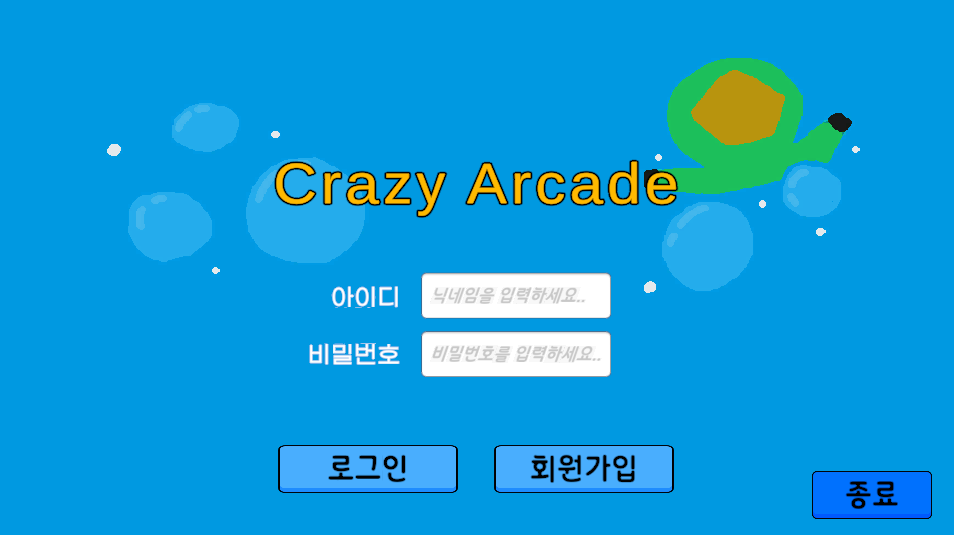 Crazy Arcade
아이디
닉네임을 입력하세요..
비밀번호
비밀번호를 입력하세요..
로그인
회원가입
종료